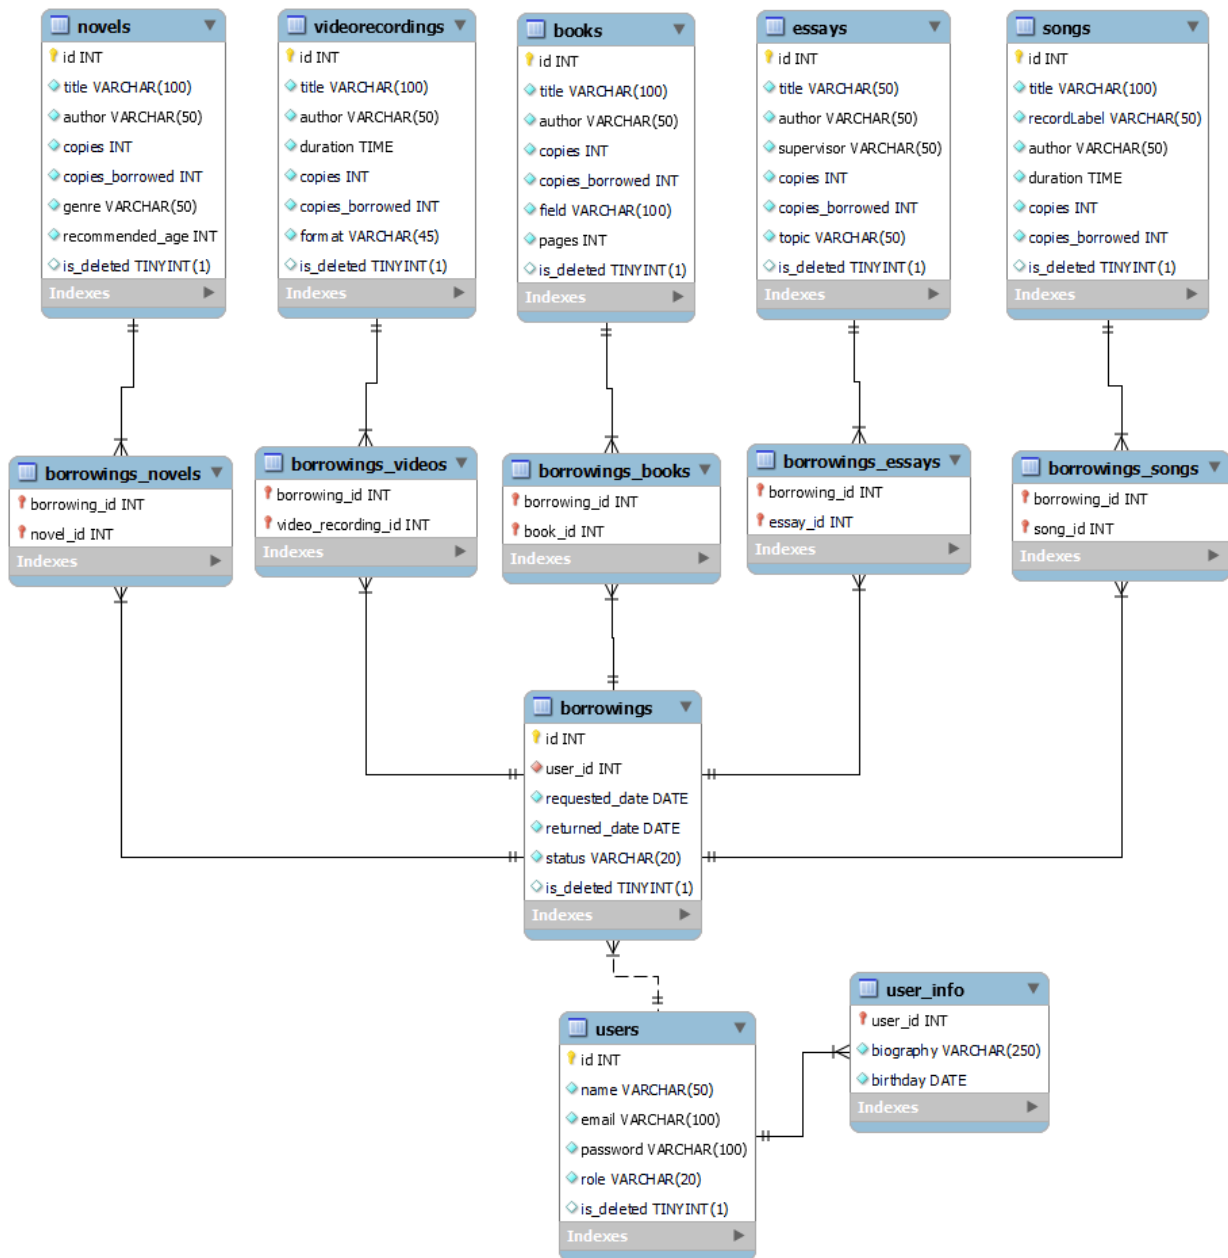 novels
id INT
title VARCHAR(100)
author VARCHAR(50)
copies INT
copies_borrowed INT
genre VARCHAR(50)
recommended_age INT
is_deleted TINYINT(1)
Indexes
videorecordings
id INT
title VARCHAR(100)
author VARCHAR(50)
duration TIME
copies INT
copies_borrowed INT
format VARCHAR(45)
is_deleted TINYINT(1)
Indexes
books
id INT
title VARCHAR(100)
author VARCHAR(50)
copies INT
copies_borrowed INT
field VARCHAR(100)
pages INT
is_deleted TINYINT(1)
Indexes
essays
id INT
title VARCHAR(50)
author VARCHAR(50)
supervisor VARCHAR(50)
copies INT
copies_borrowed INT
topic VARCHAR(50)
is_deleted TINYINT(1)
Indexes
songs
id INT
title VARCHAR(100)
recordLabel VARCHAR(50)
author VARCHAR(50)
duration TIME
copies INT
copies_borrowed INT
is_deleted TINYINT(1)
Indexes
borrowings_novels
borrowing_id INT
novel_id INT
Indexes
borrowings_videos
borrowing_id INT
video_recording_id INT
Indexes
borrowings_books
borrowing_id INT
book_id INT
Indexes
borrowings_essays
borrowing_id INT
essay_id INT
Indexes
borrowings_songs
borrowing_id INT
song_id INT
Indexes
borrowings
id INT
user_id INT
requested_date DATE
returned_date DATE
status VARCHAR(20)
is_deleted TINYINT(1)
Indexes
users
id INT
name VARCHAR(50)
email VARCHAR(100)
password VARCHAR(100)
role VARCHAR(20)
is_deleted TINYINT(1)
Indexes
user_info
user_id INT
biography VARCHAR(250)
birthday DATE
Indexes